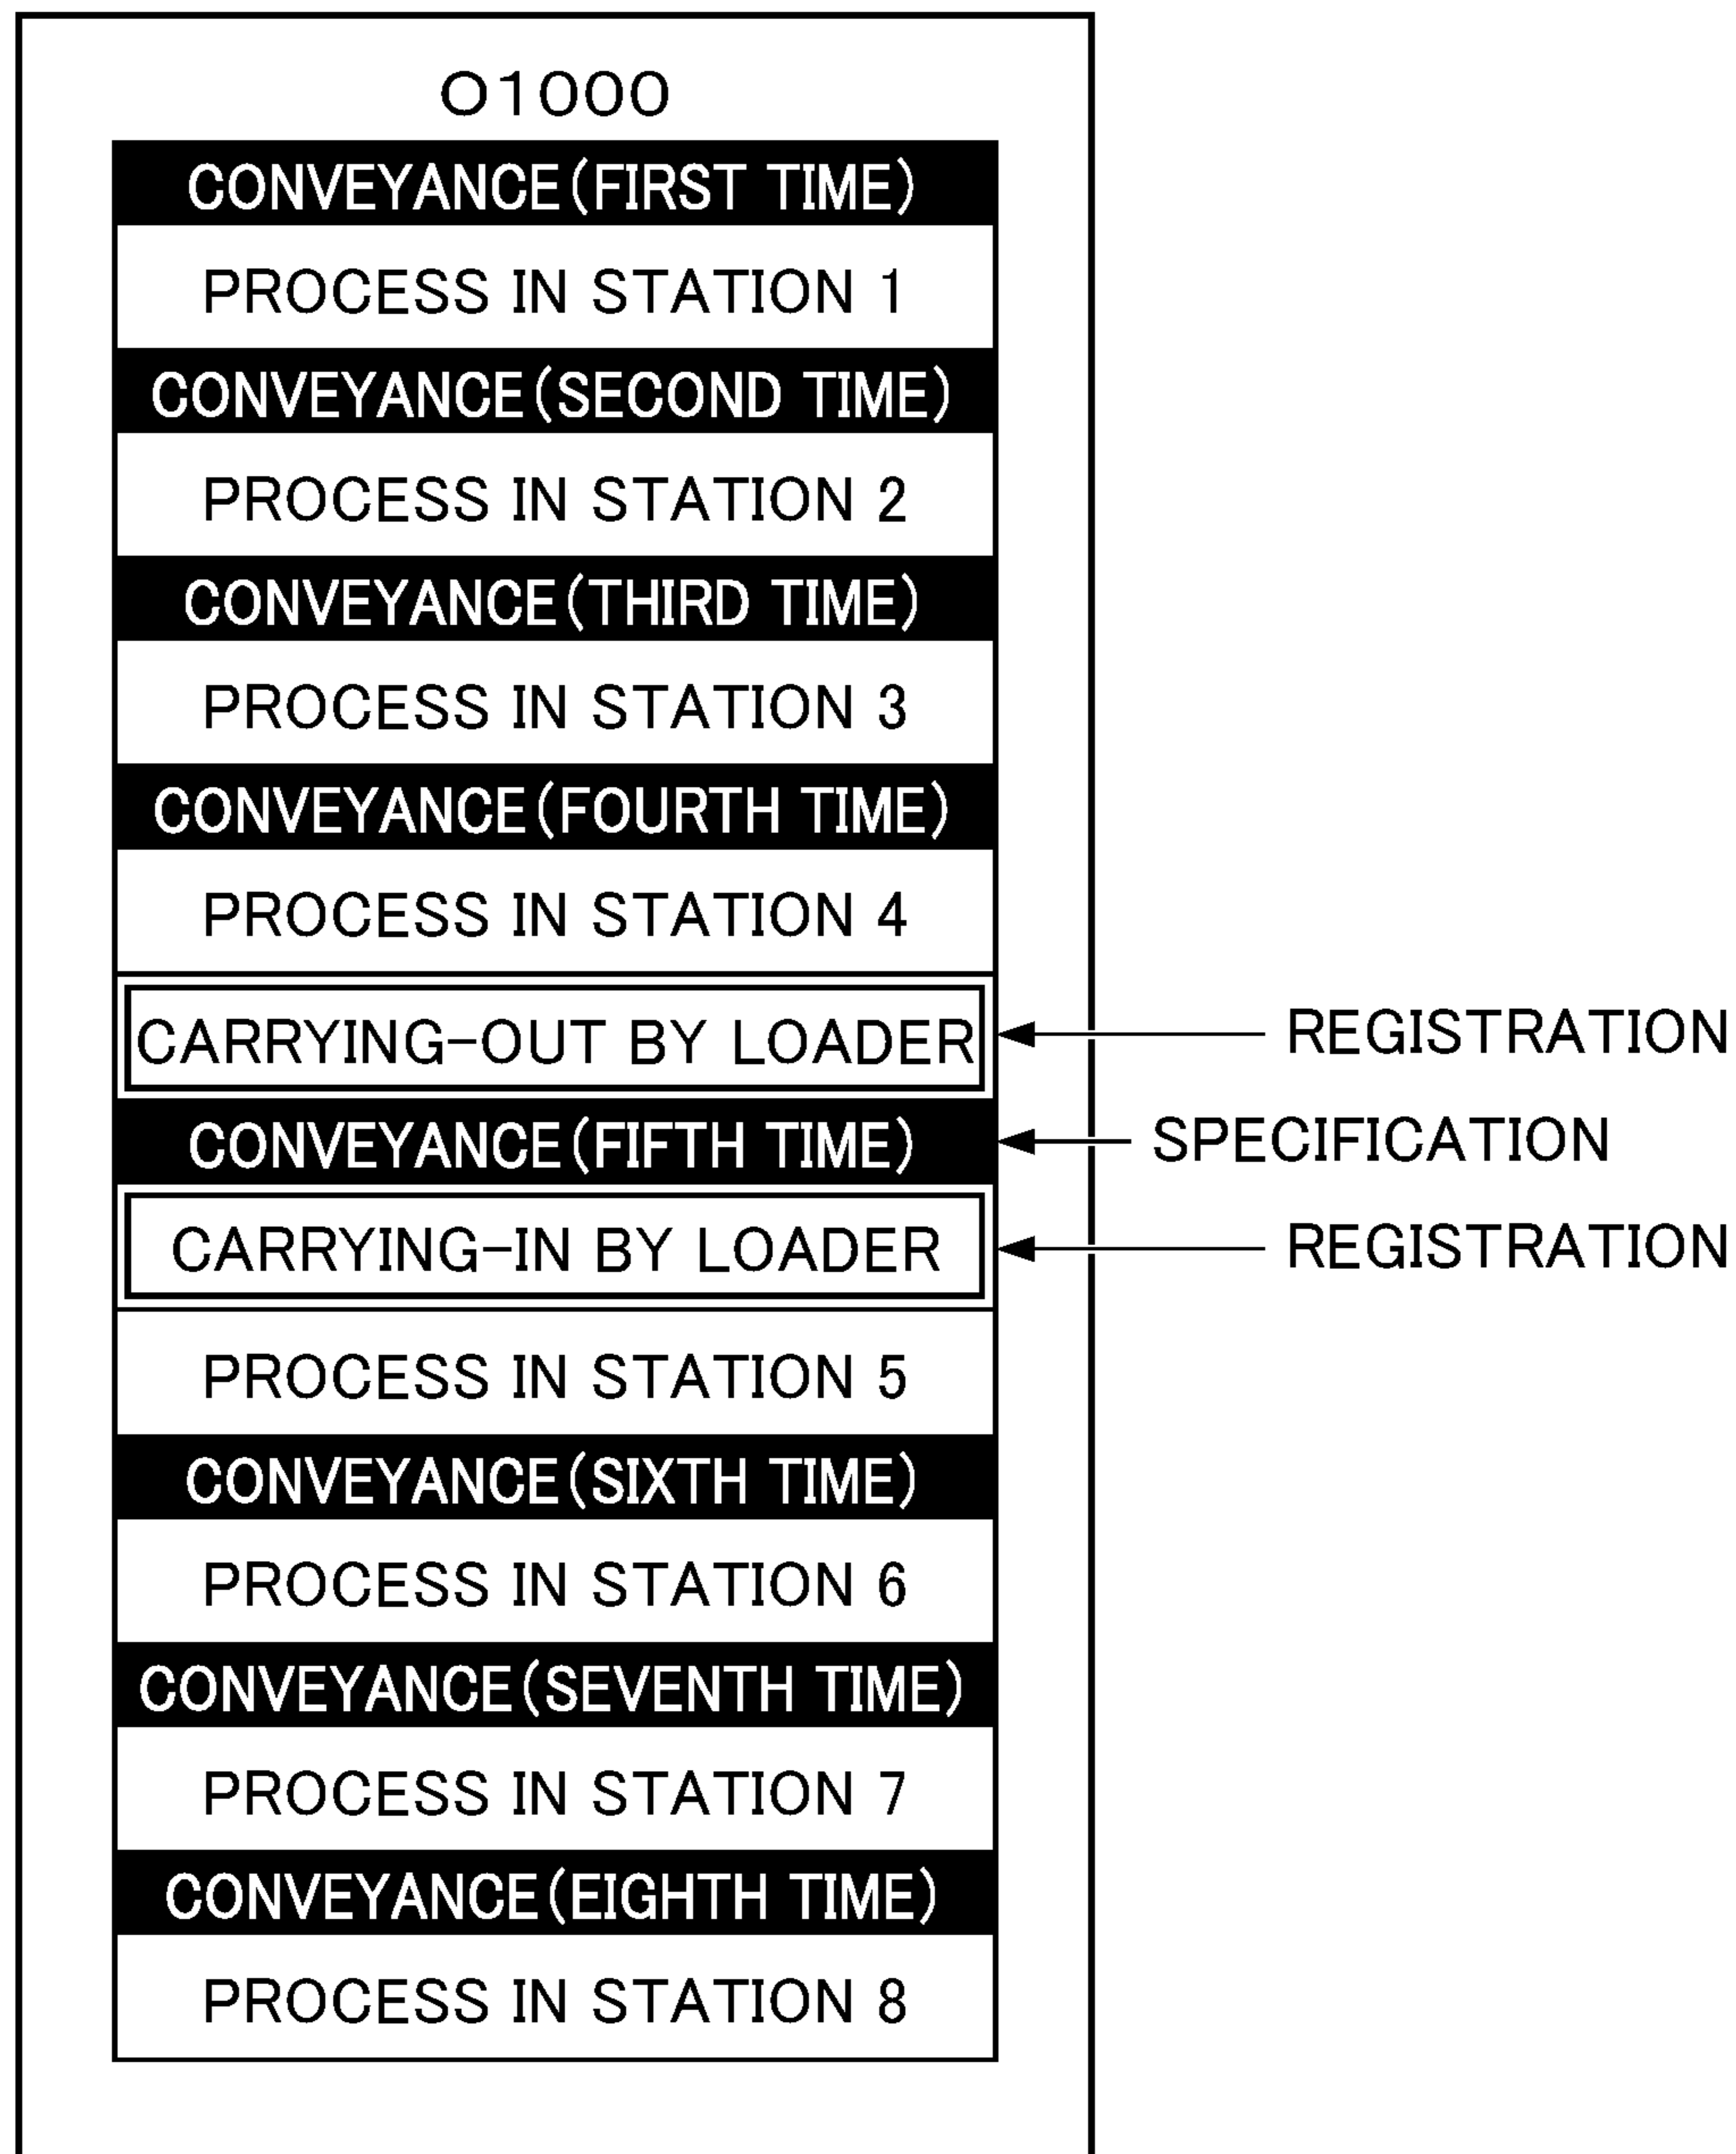 O1000
CONVEYANCE(FIRST TIME)
PROCESS IN STATION 1
CONVEYANCE(SECOND TIME)
PROCESS IN STATION 2
CONVEYANCE(THIRD TIME)
PROCESS IN STATION 3
CONVEYANCE(FOURTH TIME)
PROCESS IN STATION 4
CARRYING-OUT BY LOADER
REGISTRATION
CONVEYANCE(FIFTH TIME)
SPECIFICATION
CARRYING-IN BY LOADER
REGISTRATION
PROCESS IN STATION 5
CONVEYANCE(SIXTH TIME)
PROCESS IN STATION 6
CONVEYANCE(SEVENTH TIME)
PROCESS IN STATION 7
CONVEYANCE(EIGHTH TIME)
PROCESS IN STATION 8